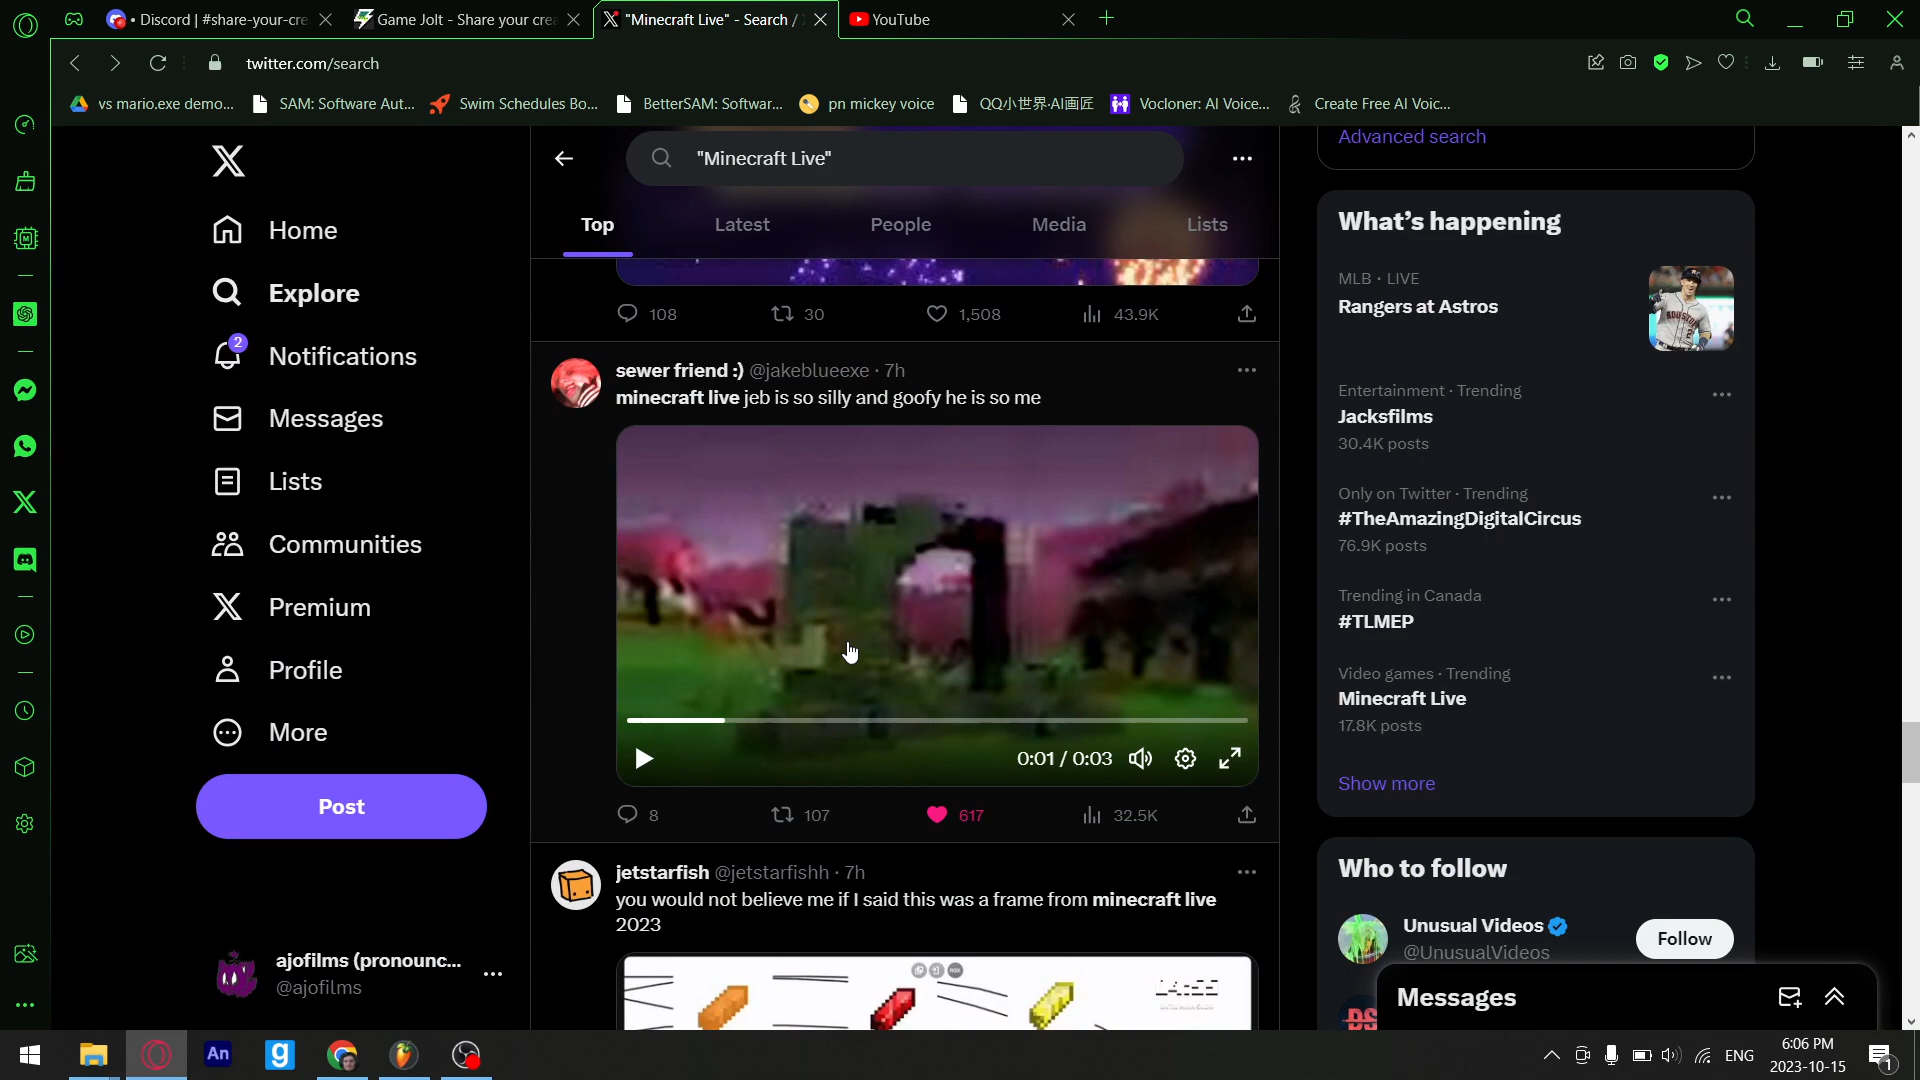 Discord | #share-your-cre
Game Jolt - Share your crea
"Minecraft Live" - Search /
YouTube
twitter.com/search
vs mario.exe demo...
SAM: Software Aut...
Swim Schedules Bo...
BetterSAM: Softwar...
pn mickey voice
QQ小世界·AI画匠
Vocloner: AI Voice...
Create Free AI Voic...
Home
Explore
2
Notifications
Messages
Lists
Communities
Premium
Profile
More
Post
ajofilms (pronounc...
@ajofilms
"Minecraft Live"
Top
Latest
People
Media
Lists
108
30
1,508
43.9K
sewer friend :) @jakeblueexe · 7h
minecraft live jeb is so silly and goofy he is so me
0:01 / 0:03
8
107
617
32.5K
jetstarfish @jetstarfishh · 7h
you would not believe me if I said this was a frame from minecraft live
2023
Advanced search
What's happening
MLB · LIVE
Rangers at Astros
Entertainment · Trending
Jacksfilms
30.4K posts
Only on Twitter · Trending
#TheAmazingDigitalCircus
76.9K posts
Trending in Canada
#TLMEP
Video games · Trending
Minecraft Live
17.8K posts
Show more
Who to follow
Unusual Videos
@UnusualVideos
Follow
Messages
An
ENG
6:06 PM
2023-10-15
1